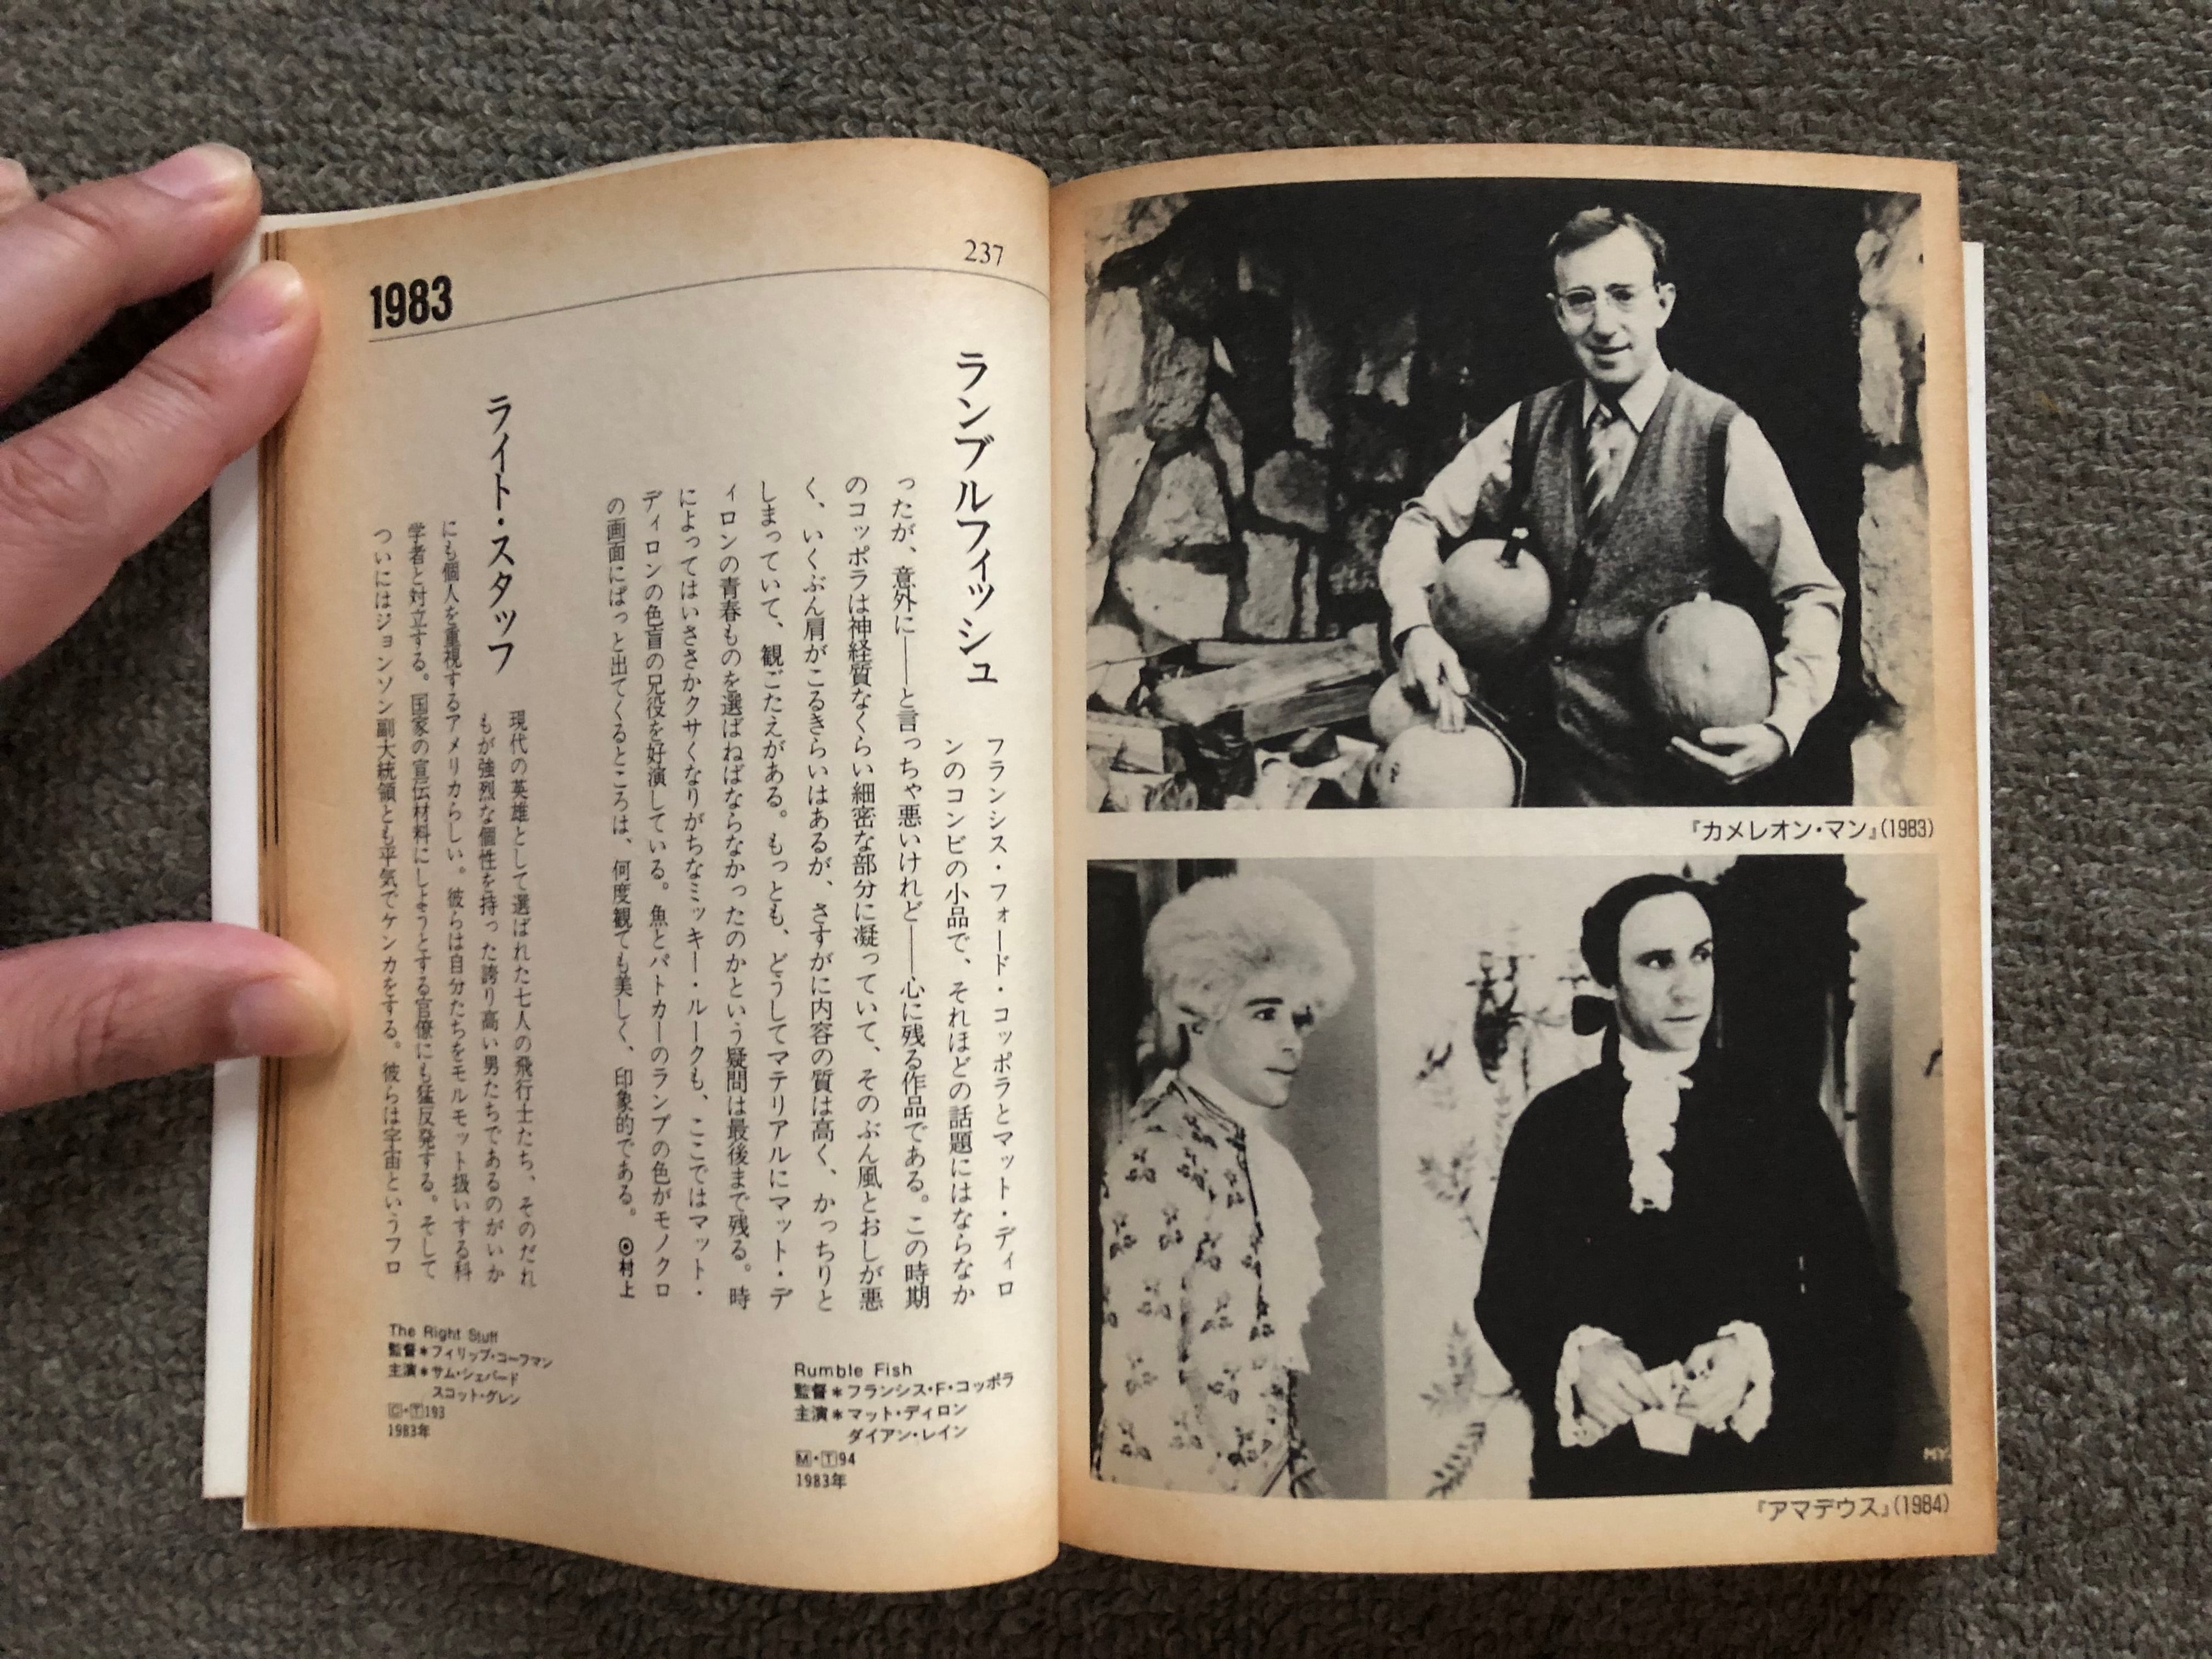 1983
237
ランブルフィッシュ
フランシス・フォード・コッポラとマット・ディロ
ンのコンビの小品で、それほどの話題にはならなか
ったが、意外に――と言っちゃ悪いけれど――心に残る作品である。この時期
のコッポラは神経質なくらい細密な部分に凝っていて、そのぶん風とおしが悪
く、いくぶん肩がこるきらいはあるが、さすがに内容の質は高く、かっちりと
しまっていて、観ごたえがある。もっとも、どうしてマテリアルにマット・デ
ィロンの青春ものを選ばねばならなかったのかという疑問は最後まで残る。時
によってはいささかクサくなりがちなミッキー・ルークも、ここではマット・
ディロンの色盲の兄役を好演している。魚とパトカーのランプの色がモノクロ
の画面にぱっと出てくるところは、何度観ても美しく、印象的である。 ◎村上
Rumble Fish
監督＊フランシス・F・コッポラ
主演＊マット・ディロン
ダイアン・レイン
M・T94
1983年
ライト・スタッフ
現代の英雄として選ばれた七人の飛行士たち、そのだれ
もが強烈な個性を持った誇り高い男たちであるのがいか
にも個人を重視するアメリカらしい。彼らは自分たちをモルモット扱いする科
学者と対立する。国家の宣伝材料にしようとする官僚にも猛反発する。そして
ついにはジョンソン副大統領とも平気でケンカをする。彼らは宇宙というフロ
The Right Stuff
監督＊フィリップ・コーフマン
主演＊サム・シェパード
スコット・グレン
C・T193
1983年
『カメレオン・マン』(1983)
『アマデウス』(1984)